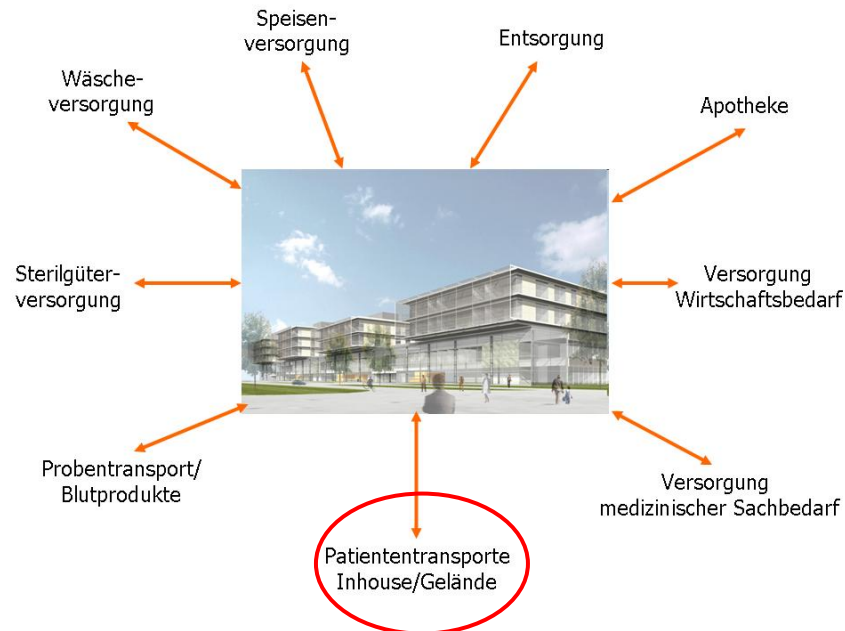 Speisen-
versorgung
Entsorgung
Wäsche-
versorgung
Apotheke
Sterilgüter-
versorgung
Versorgung
Wirtschaftsbedarf
Probentransport/
Blutprodukte
Versorgung
medizinischer Sachbedarf
Patiententransporte
Inhouse/Gelände